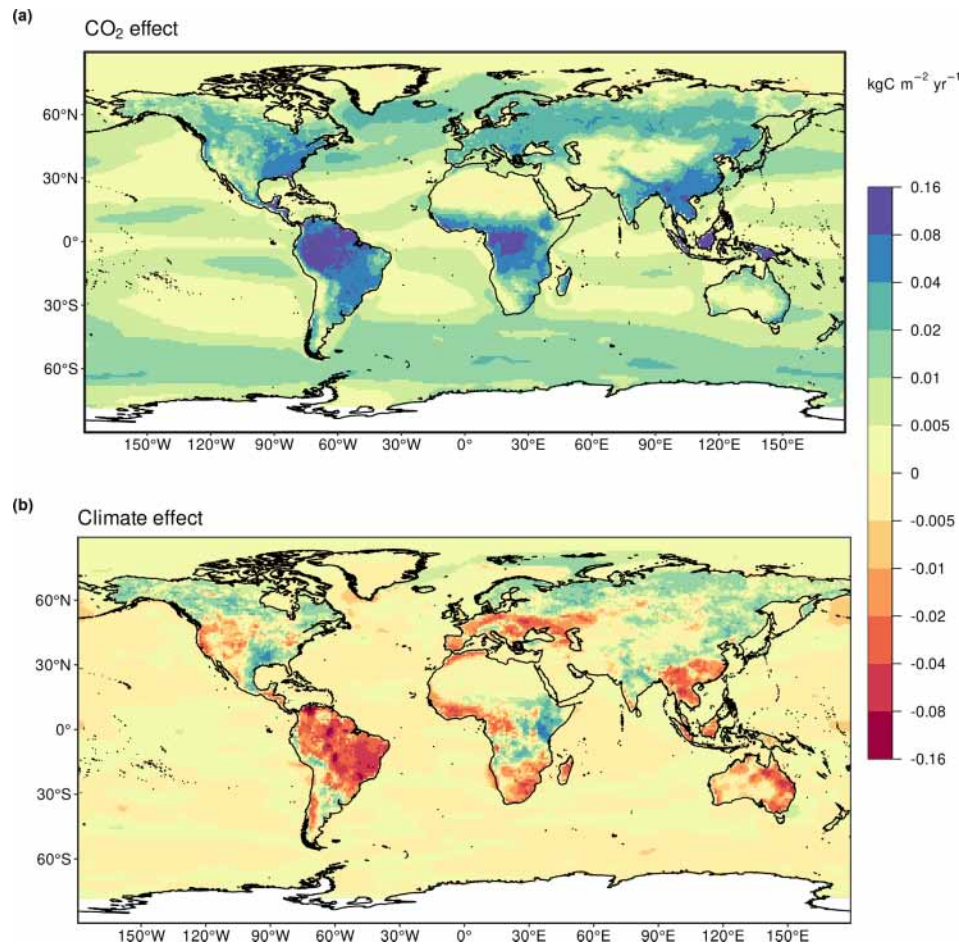 (a)
CO₂ effect
kgC m⁻² yr⁻¹
60°N
30°N
0°
30°S
60°S
150°W 120°W 90°W 60°W 30°W 0° 30°E 60°E 90°E 120°E 150°E
0.16
0.08
0.04
0.02
0.01
0.005
0
-0.005
-0.01
-0.02
-0.04
-0.08
-0.16
(b)
Climate effect
60°N
30°N
0°
30°S
60°S
150°W 120°W 90°W 60°W 30°W 0° 30°E 60°E 90°E 120°E 150°E